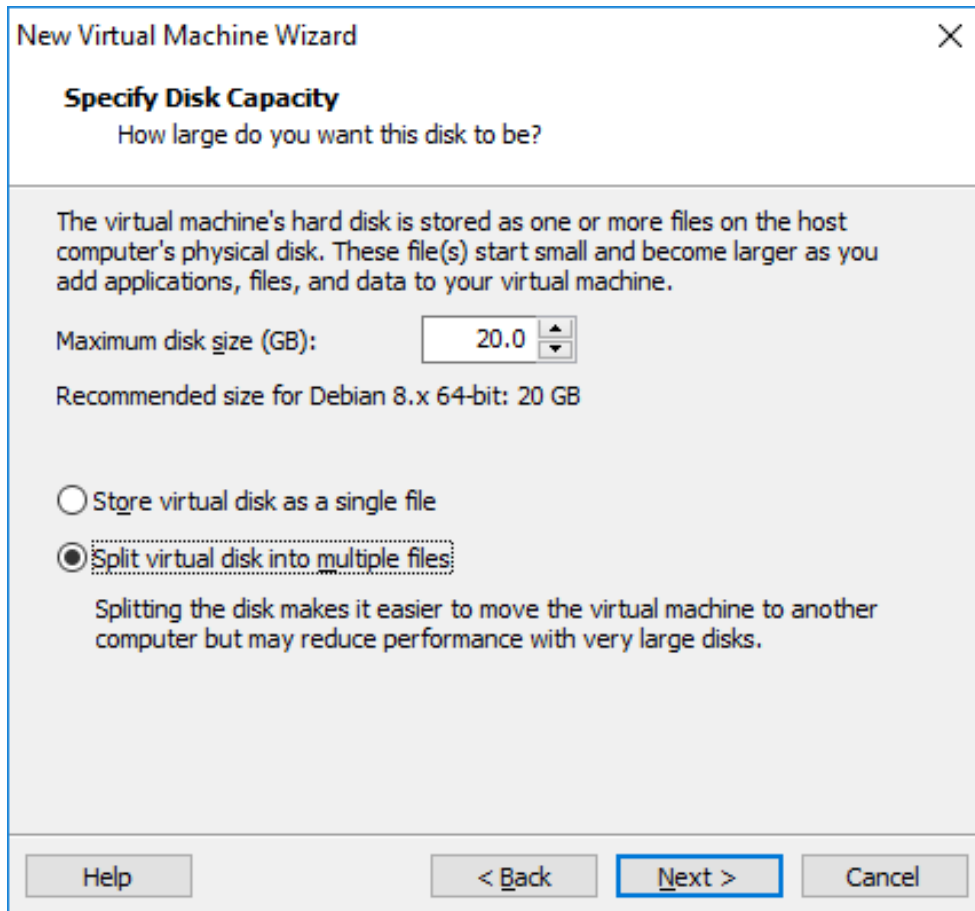 New Virtual Machine Wizard
Specify Disk Capacity
How large do you want this disk to be?
The virtual machine's hard disk is stored as one or more files on the host
computer's physical disk. These file(s) start small and become larger as you
add applications, files, and data to your virtual machine.
Maximum disk size (GB): 20.0
Recommended size for Debian 8.x 64-bit: 20 GB
Store virtual disk as a single file
Split virtual disk into multiple files
Splitting the disk makes it easier to move the virtual machine to another
computer but may reduce performance with very large disks.
Help < Back Next > Cancel